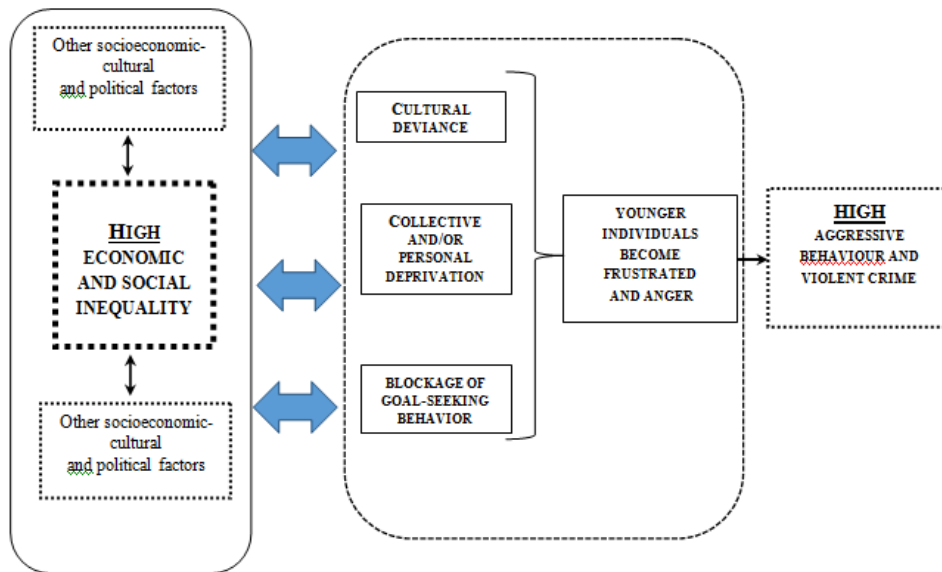 Other socioeconomic-
cultural
and political factors
HIGH
ECONOMIC
AND SOCIAL
INEQUALITY
Other socioeconomic-
cultural
and political factors
CULTURAL
DEVIANCE
COLLECTIVE
AND/OR
PERSONAL
DEPRIVATION
BLOCKAGE OF
GOAL-SEEKING
BEHAVIOR
YOUNGER
INDIVIDUALS
BECOME
FRUSTRATED
AND ANGER
HIGH
AGGRESSIVE
BEHAVIOUR AND
VIOLENT CRIME